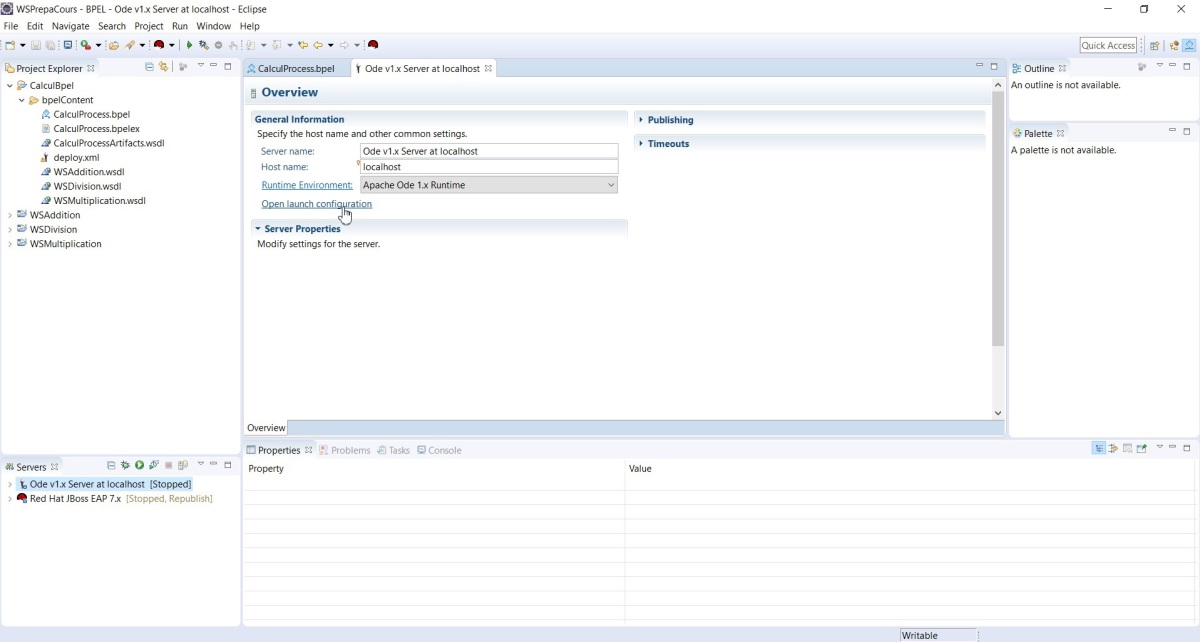 WSPrepaCours - BPEL - Ode v1.x Server at localhost - Eclipse
File Edit Navigate Search Project Run Window Help
Quick Access
Project Explorer
CalculBpel
bpelContent
CalculProcess.bpel
CalculProcess.bpelex
CalculProcessArtifacts.wsdl
deploy.xml
WSAddition.wsdl
WSDivision.wsdl
WSMultiplication.wsdl
WSAddition
WSDivision
WSMultiplication
CalculProcess.bpel Ode v1.x Server at localhost
Overview
General Information
Specify the host name and other common settings.
Server name: Ode v1.x Server at localhost
Host name: localhost
Runtime Environment: Apache Ode 1.x Runtime
Open launch configuration
Server Properties
Modify settings for the server.
Publishing
Timeouts
Overview
Outline
An outline is not available.
Palette
A palette is not available.
Servers
Ode v1.x Server at localhost [Stopped]
Red Hat JBoss EAP 7.x [Stopped, Republish]
Properties Problems Tasks Console
Property Value
Writable